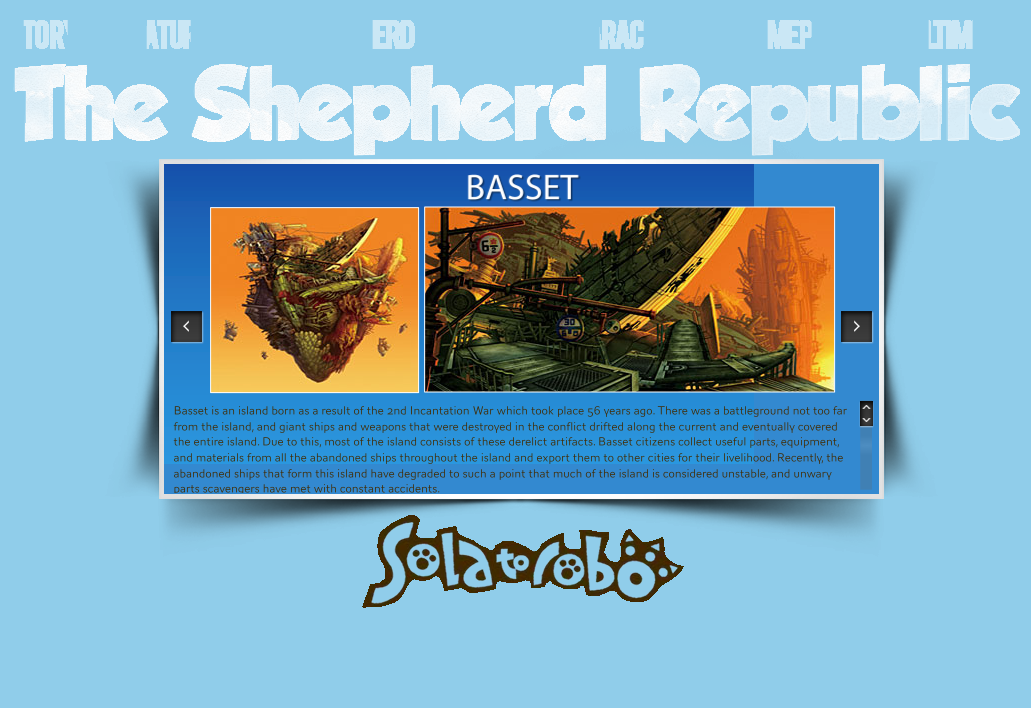 TOR ATUR ERO RAC MEP LTIM
The Shepherd Republic
BASSET
Basset is an island born as a result of the 2nd Incantation War which took place 56 years ago. There was a battleground not too far
from the island, and giant ships and weapons that were destroyed in the conflict drifted along the current and eventually covered
the entire island. Due to this, most of the island consists of these derelict artifacts. Basset citizens collect useful parts, equipment,
and materials from all the abandoned ships throughout the island and export them to other cities for their livelihood. Recently, the
abandoned ships that form this island have degraded to such a point that much of the island is considered unstable, and unwary
parts scavengers have met with constant accidents.
Solatorobo